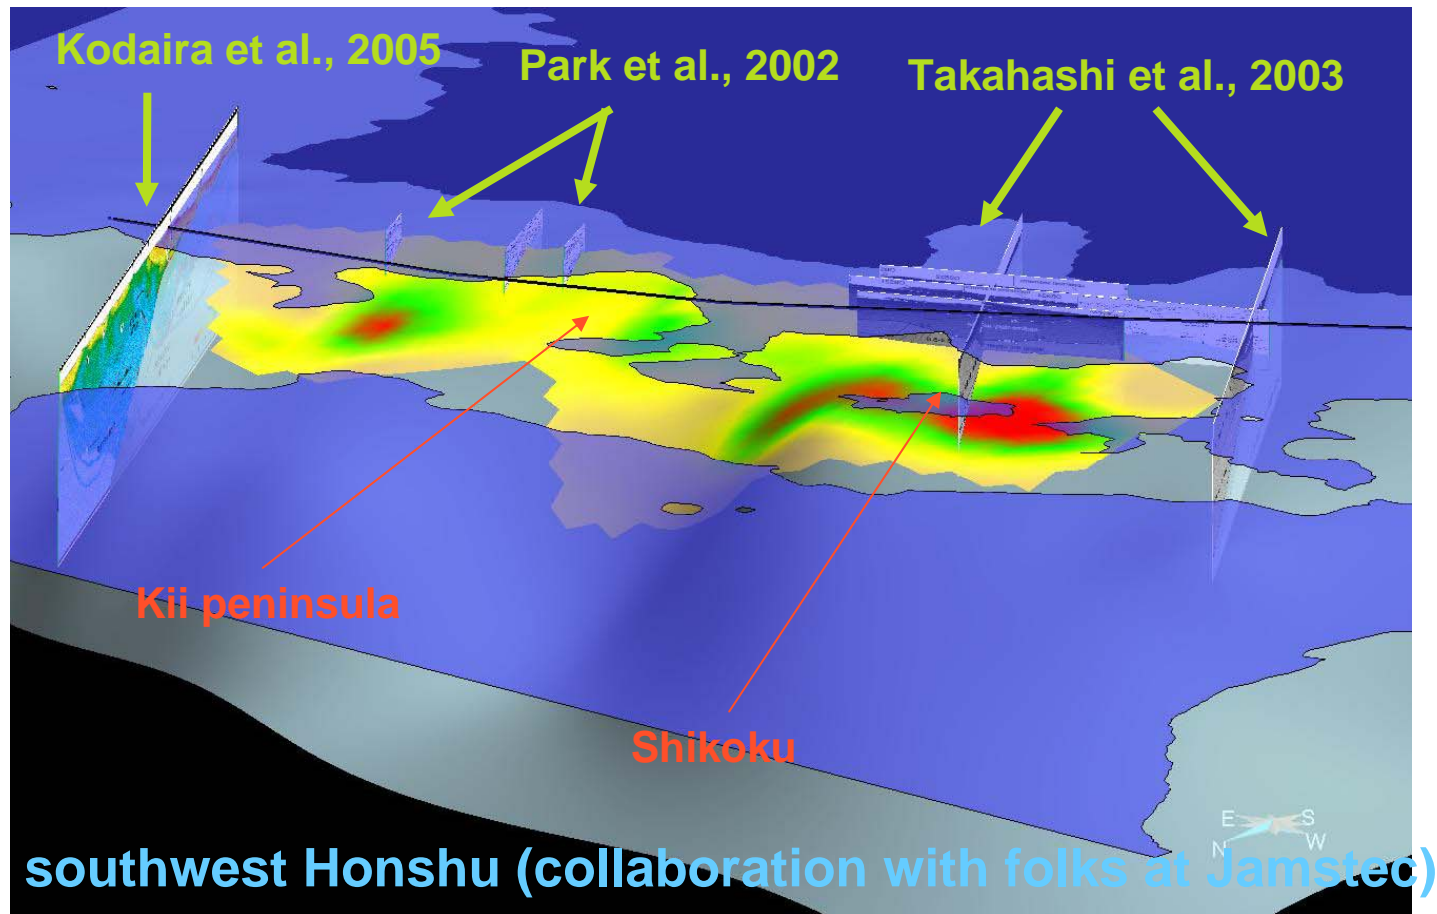 Kodaira et al., 2005
Park et al., 2002
Takahashi et al., 2003
Kii peninsula
Shikoku
E S
N W
southwest Honshu (collaboration with folks at Jamstec)